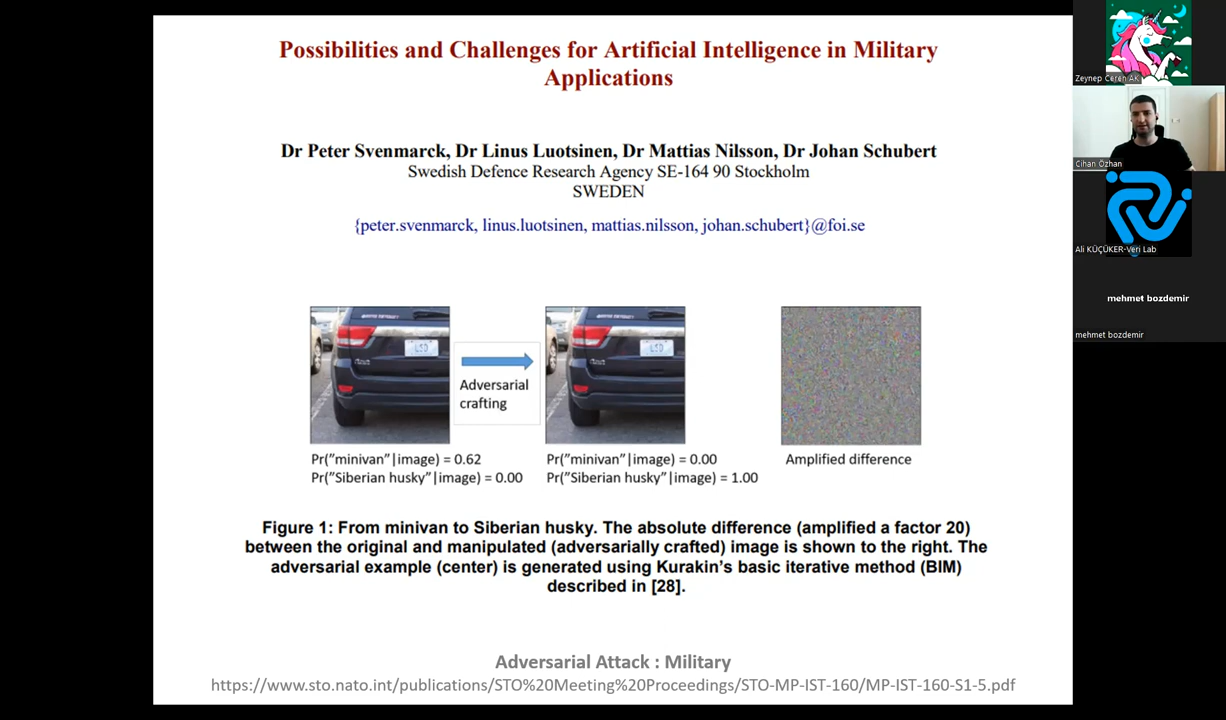 Possibilities and Challenges for Artificial Intelligence in Military
Applications
Dr Peter Svenmarck, Dr Linus Luotsinen, Dr Mattias Nilsson, Dr Johan Schubert
Swedish Defence Research Agency SE-164 90 Stockholm
SWEDEN
{peter.svenmarck, linus.luotsinen, mattias.nilsson, johan.schubert}@foi.se
Adversarial
crafting
Pr("minivan"|image) = 0.62
Pr("Siberian husky"|image) = 0.00
Pr("minivan"|image) = 0.00
Pr("Siberian husky"|image) = 1.00
Amplified difference
Figure 1: From minivan to Siberian husky. The absolute difference (amplified a factor 20)
between the original and manipulated (adversarially crafted) image is shown to the right. The
adversarial example (center) is generated using Kurakin's basic iterative method (BIM)
described in [28].
Adversarial Attack : Military
https://www.sto.nato.int/publications/STO%20Meeting%20Proceedings/STO-MP-IST-160/MP-IST-160-S1-5.pdf
Zeynep Ceren AK
Cihan Özhan
Ali KÜÇÜKER-Veri Lab
mehmet bozdemir
mehmet bozdemir